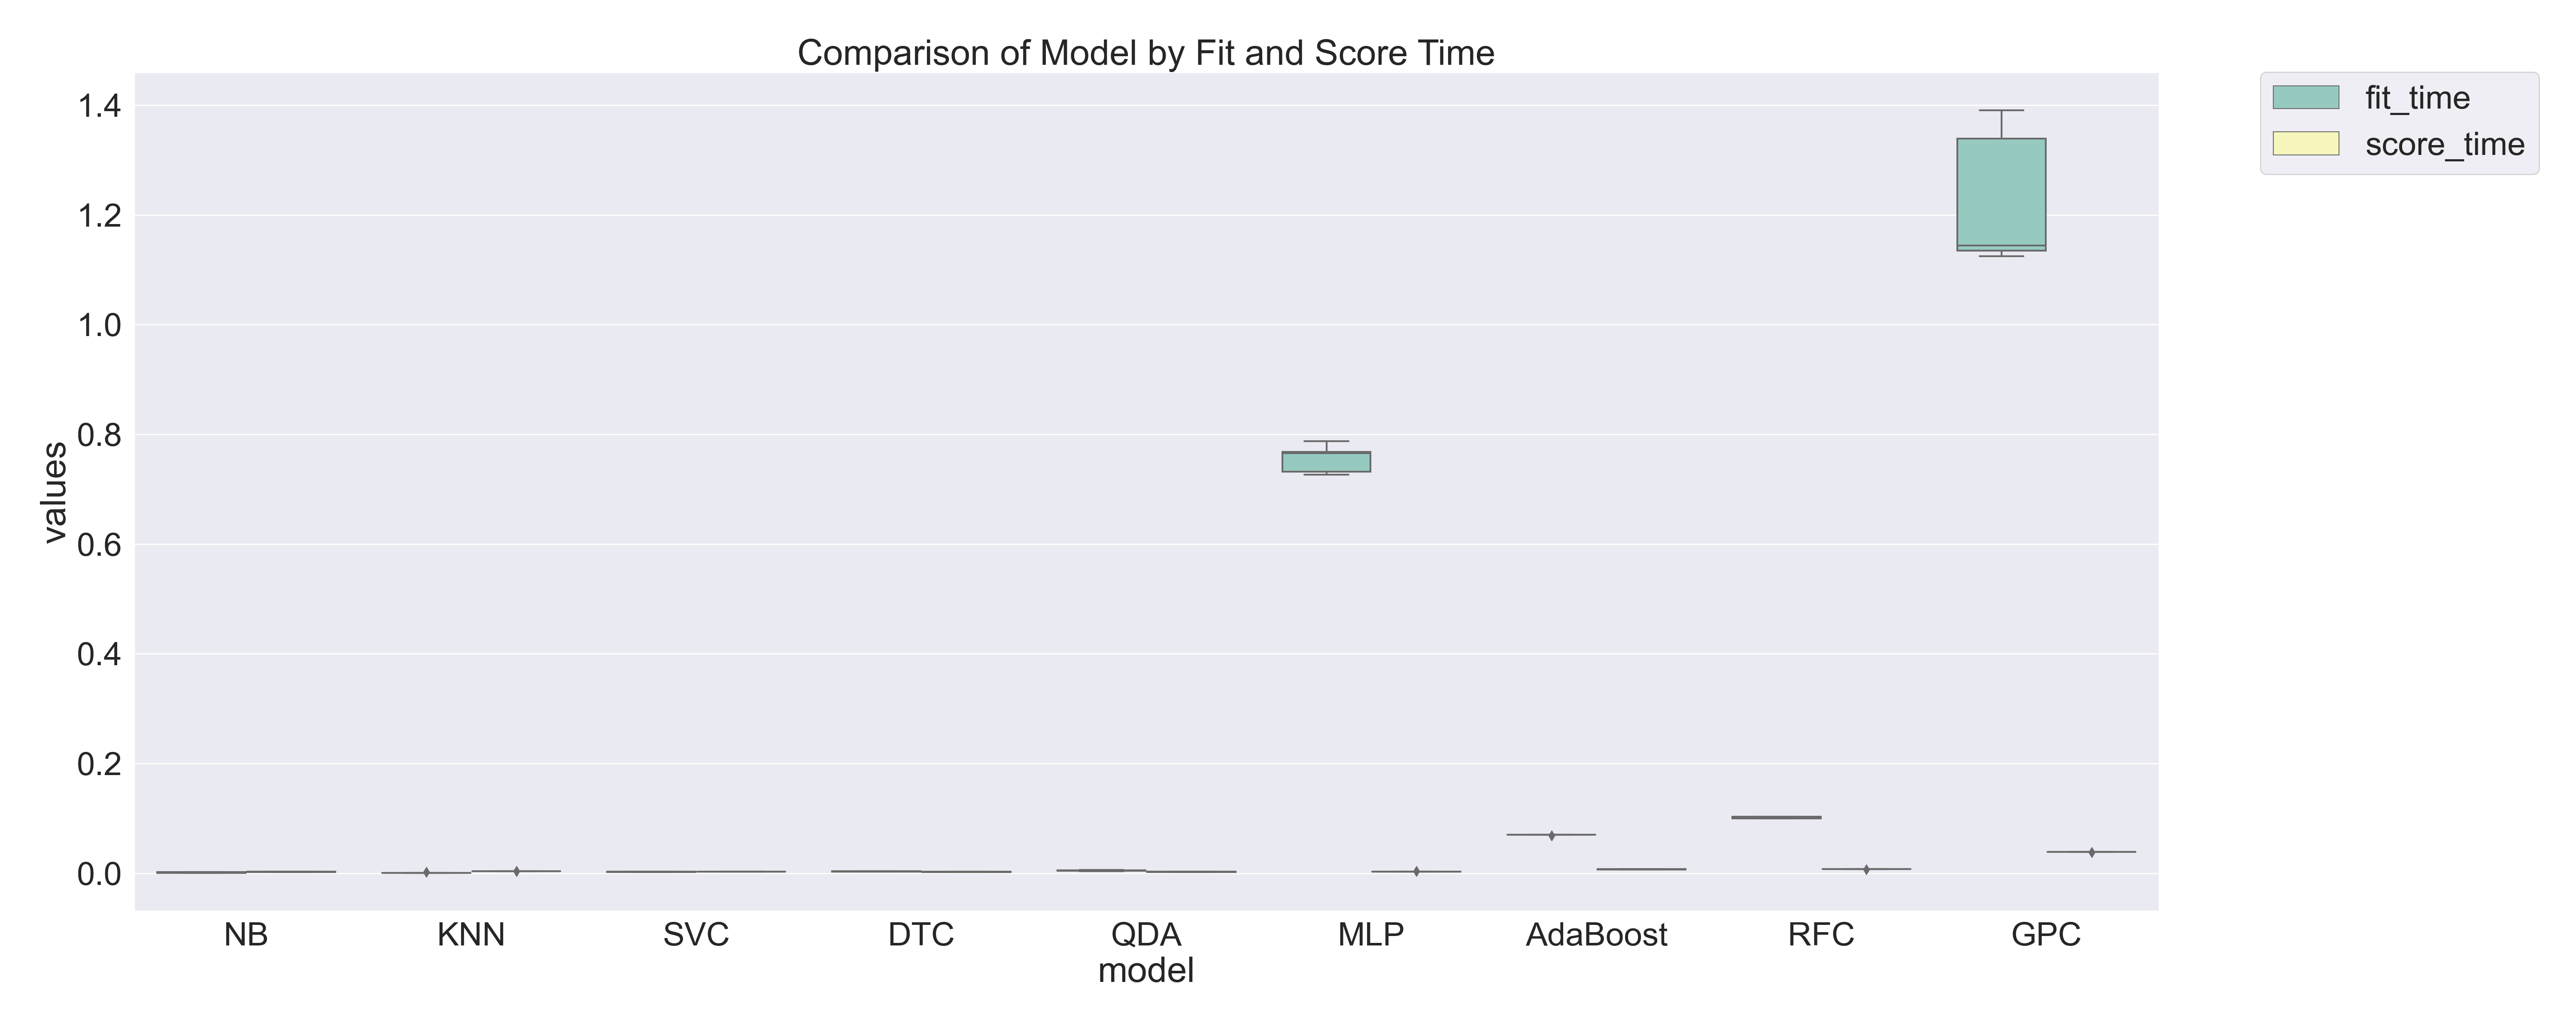 Comparison of Model by Fit and Score Time
fit_time
score_time
values
1.4
1.2
1.0
0.8
0.6
0.4
0.2
0.0
NB KNN SVC DTC QDA MLP AdaBoost RFC GPC
model